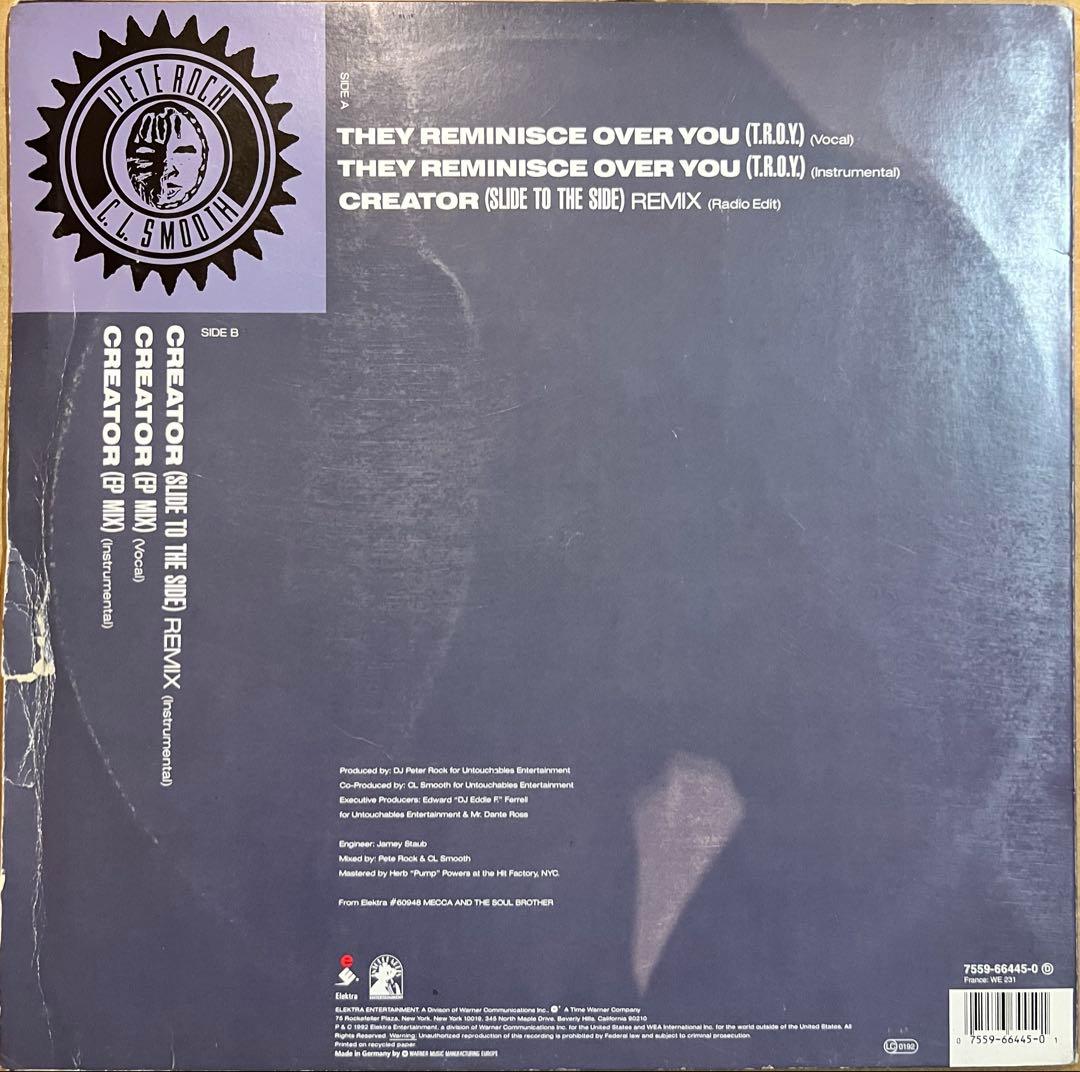 PETE ROCK
C. L. SMOOTH
SIDE A
THEY REMINISCE OVER YOU (T.R.O.Y.) (Vocal)
THEY REMINISCE OVER YOU (T.R.O.Y.) (Instrumental)
CREATOR (SLIDE TO THE SIDE) REMIX (Radio Edit)
SIDE B
CREATOR (SLIDE TO THE SIDE) REMIX (Instrumental)
CREATOR (EP MIX) (Vocal)
CREATOR (EP MIX) (Instrumental)
Produced by: DJ Peter Rock for Untouchables Entertainment
Co-Produced by: CL Smooth for Untouchables Entertainment
Executive Producers: Edward "DJ Eddie F." Ferrell
for Untouchables Entertainment & Mr. Dante Ross
Engineer: Jamey Staub
Mixed by: Pete Rock & CL Smooth
Mastered by Herb "Pump" Powers at the Hit Factory, NYC.
From Elektra #60948 MECCA AND THE SOUL BROTHER
Elektra
ELEKTRA ENTERTAINMENT, A Divison of Warner Communications Inc., A Time Warner Company
75 Rockefeller Plaza, New York, New York 10019, 345 North Maple Drive, Beverly Hills, California 90210
P & C 1992 Elektra Entertainment, a division of Warner Communications Inc. for the United States and WEA International Inc. for the world outside of the United States. All
Rights Reserved. Warning: Unauthorized reproduction of this recording is prohibited by Federal law and subject to criminal prosecution.
Printed on recycled paper
Made in Germany by WARNER MUSIC MANUFACTURING EUROPE
LC 0192
7559-66445-0 D
France: WE 231
0 7559-66445-0 1